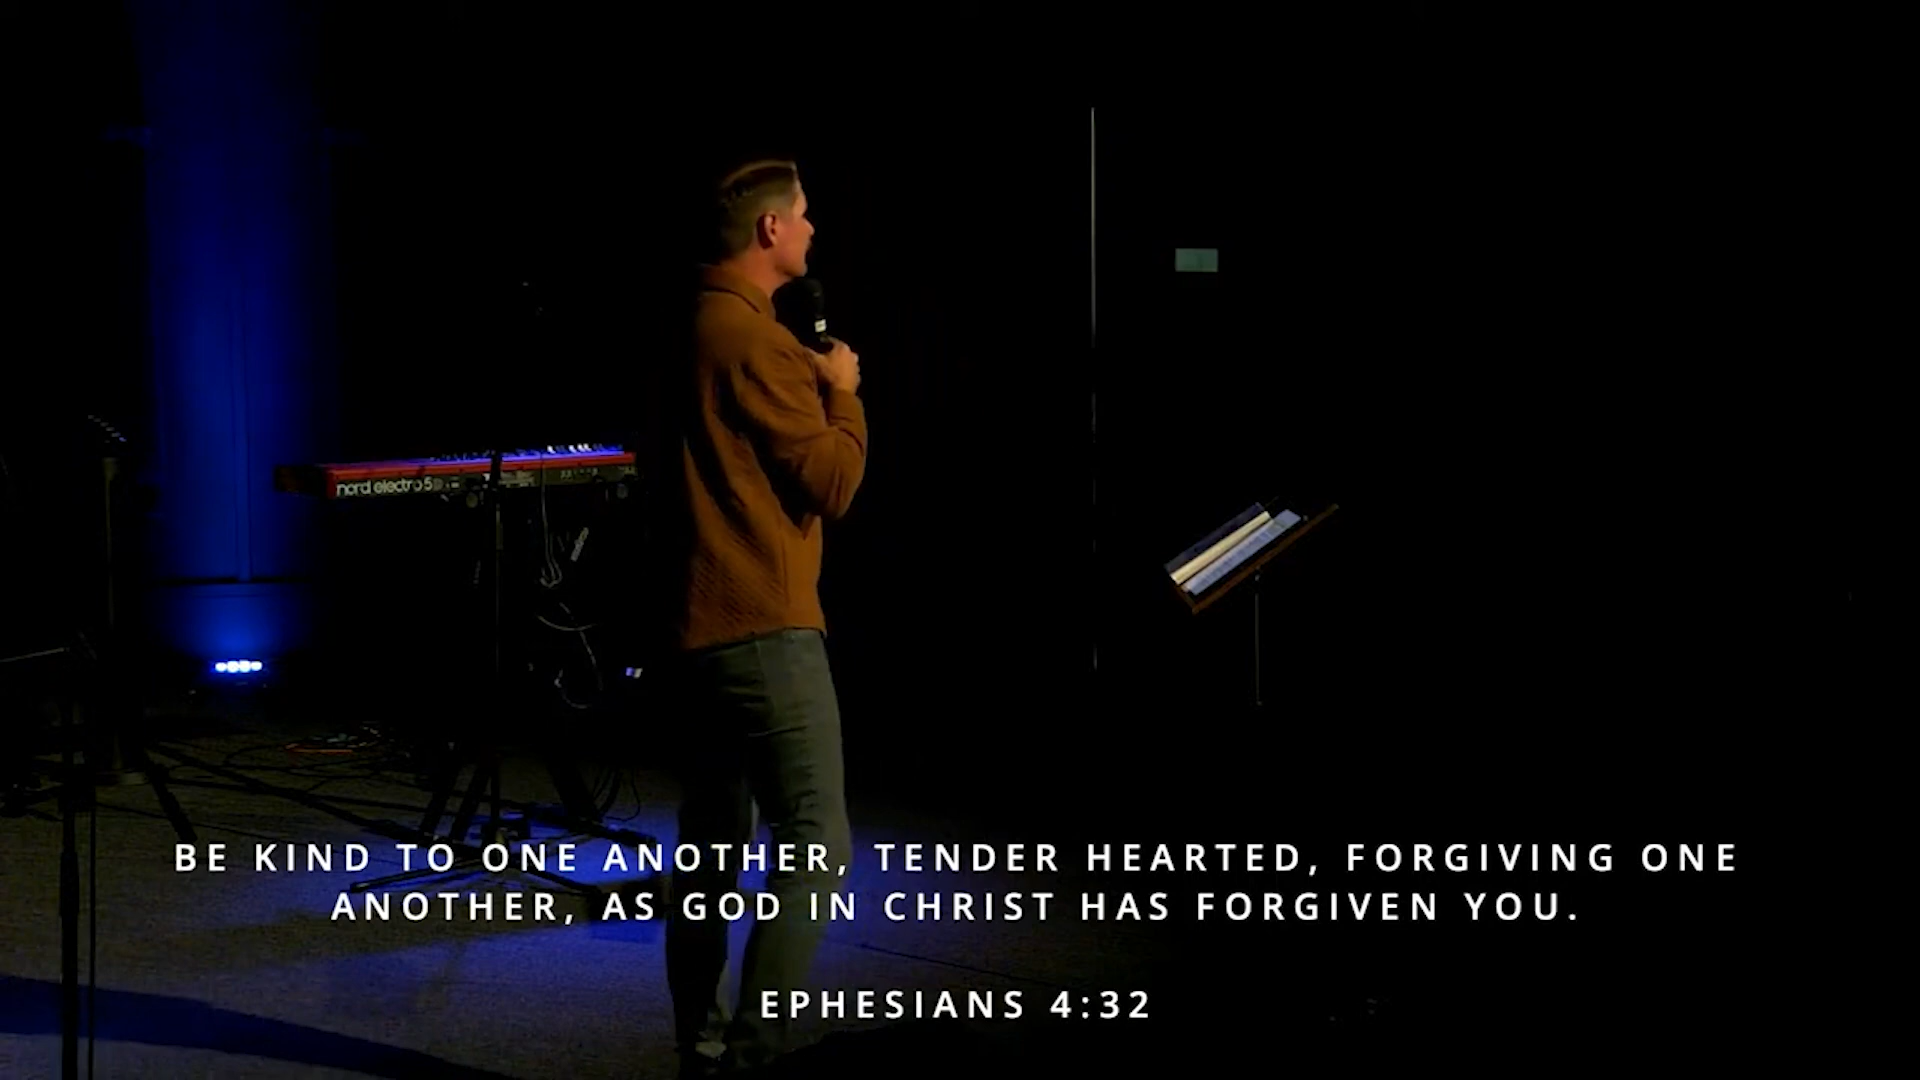 nord electro 5
BE KIND TO ONE ANOTHER, TENDER HEARTED, FORGIVING ONE
ANOTHER, AS GOD IN CHRIST HAS FORGIVEN YOU.
EPHESIANS 4:32